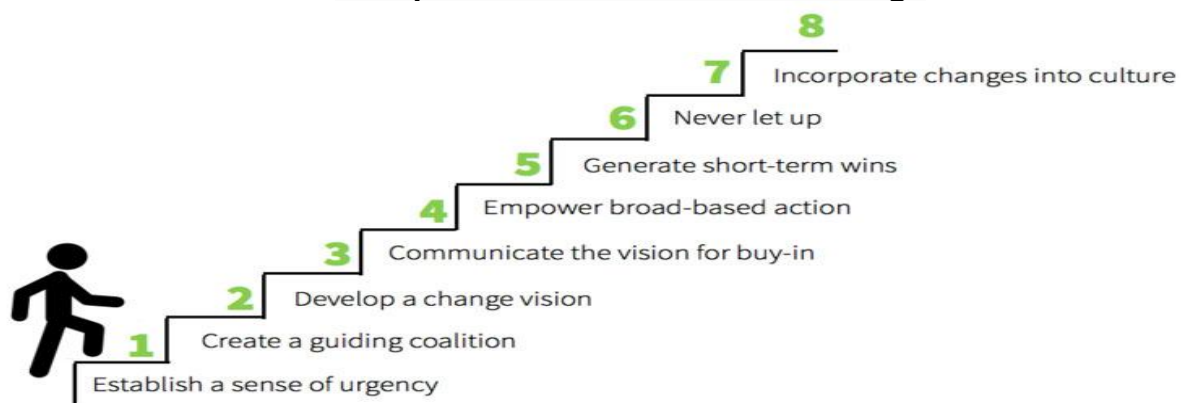 8
7 Incorporate changes into culture
6 Never let up
5 Generate short-term wins
4 Empower broad-based action
3 Communicate the vision for buy-in
2 Develop a change vision
1 Create a guiding coalition
Establish a sense of urgency